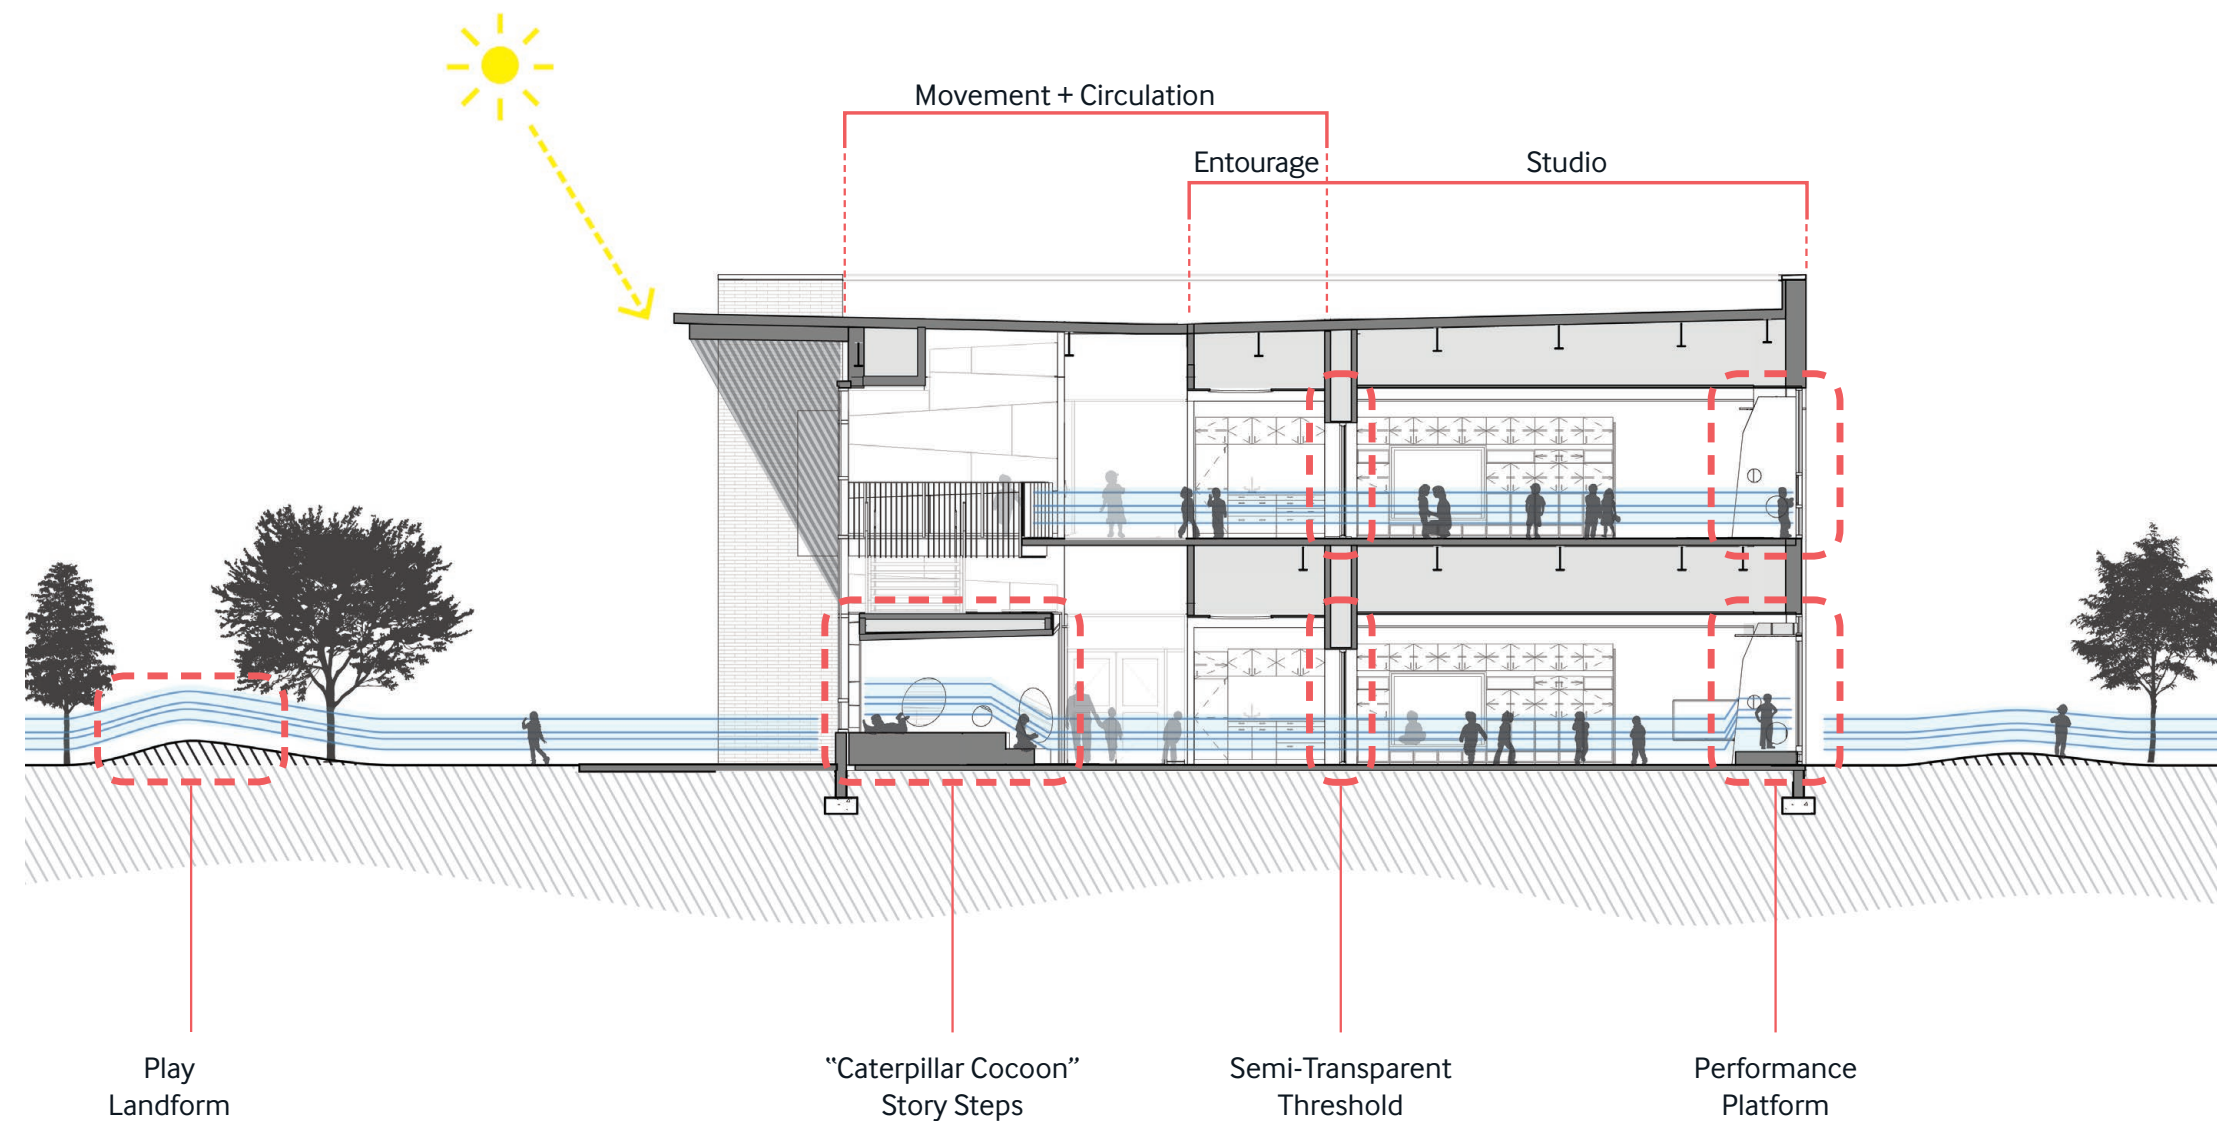 Movement + Circulation
Entourage
Studio
Play
Landform
“Caterpillar Cocoon”
Story Steps
Semi-Transparent
Threshold
Performance
Platform